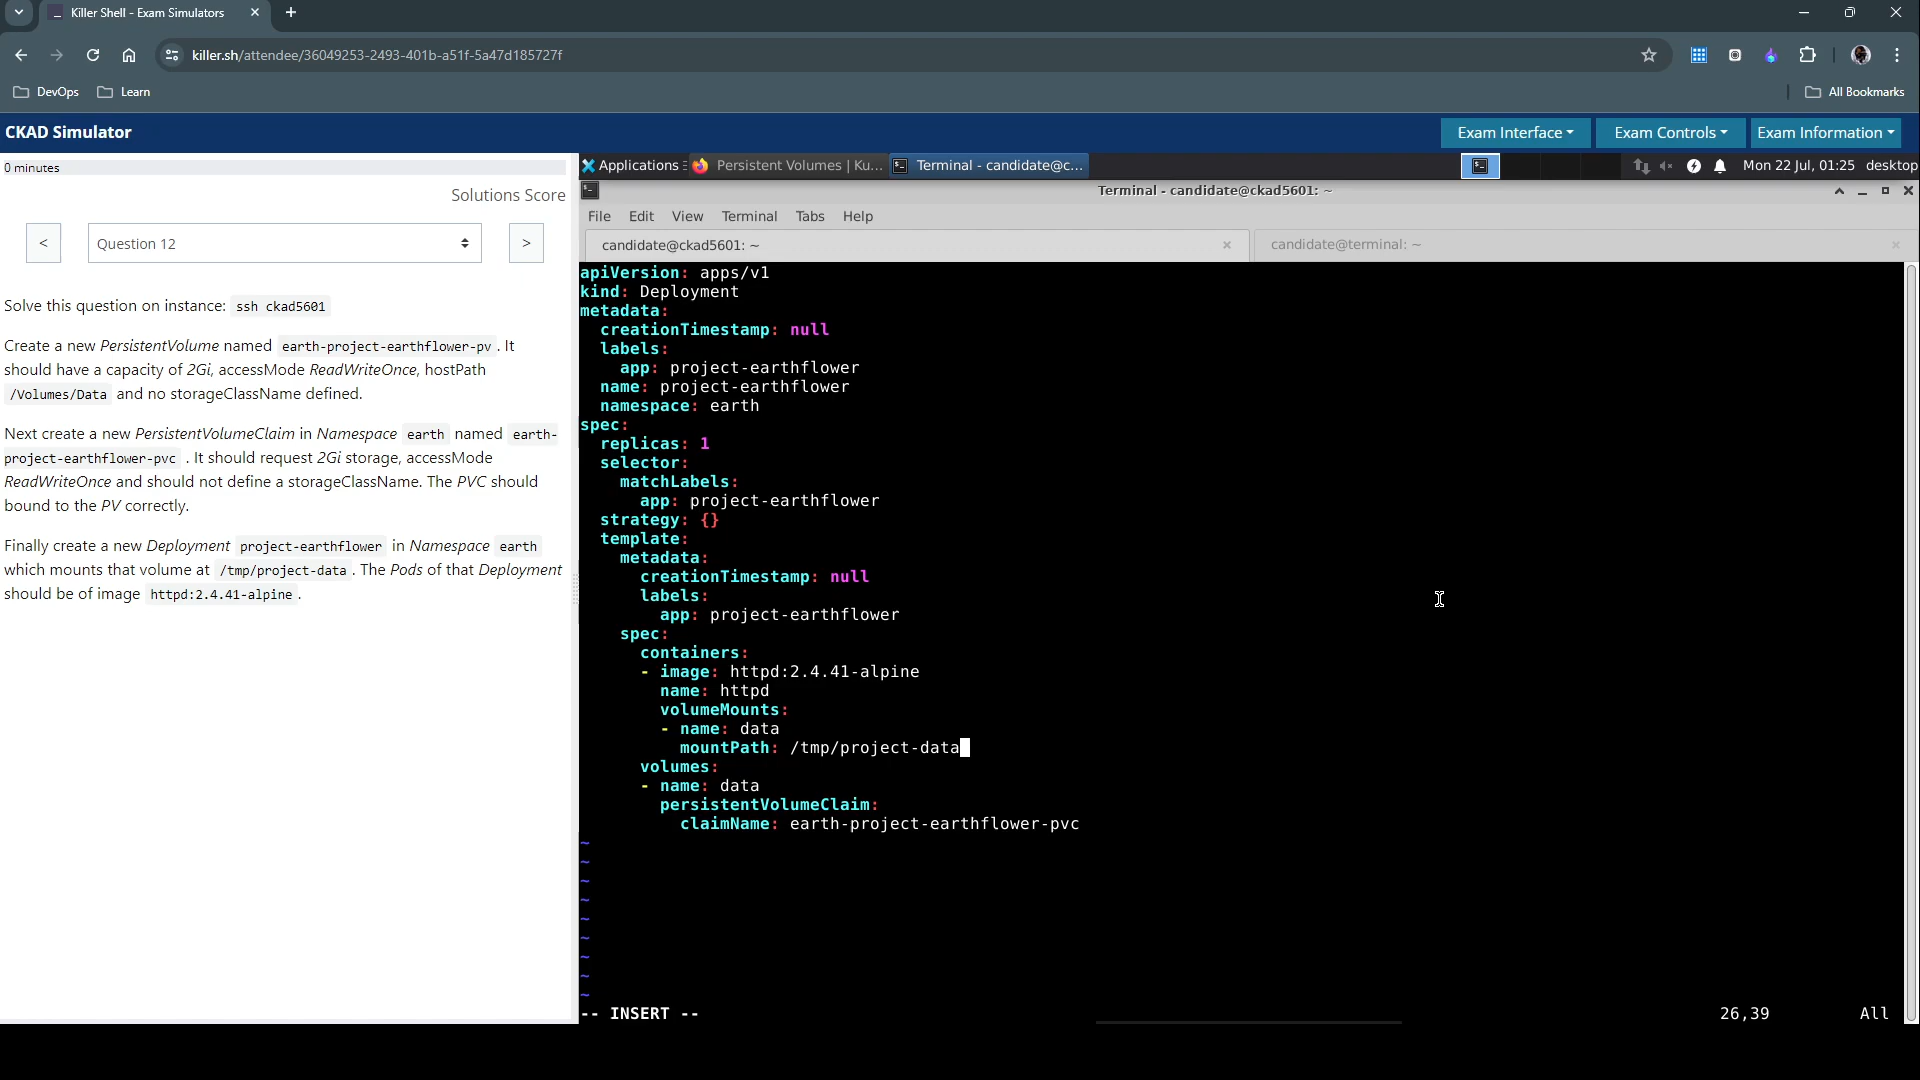 Killer Shell - Exam Simulators
killer.sh/attendee/36049253-2493-401b-a51f-5a47d185727f
DevOps
Learn
All Bookmarks
CKAD Simulator
Exam Interface
Exam Controls
Exam Information
0 minutes
Solutions Score
<
Question 12
>
Solve this question on instance: ssh ckad5601
Create a new PersistentVolume named earth-project-earthflower-pv . It
should have a capacity of 2Gi, accessMode ReadWriteOnce, hostPath
/Volumes/Data and no storageClassName defined.
Next create a new PersistentVolumeClaim in Namespace earth named earth-
project-earthflower-pvc . It should request 2Gi storage, accessMode
ReadWriteOnce and should not define a storageClassName. The PVC should
bound to the PV correctly.
Finally create a new Deployment project-earthflower in Namespace earth
which mounts that volume at /tmp/project-data . The Pods of that Deployment
should be of image httpd:2.4.41-alpine .
Applications
Persistent Volumes | Ku...
Terminal - candidate@c...
Mon 22 Jul, 01:25
desktop
Terminal - candidate@ckad5601: ~
File Edit View Terminal Tabs Help
candidate@ckad5601: ~
candidate@terminal: ~
apiVersion: apps/v1
kind: Deployment
metadata:
  creationTimestamp: null
  labels:
    app: project-earthflower
  name: project-earthflower
  namespace: earth
spec:
  replicas: 1
  selector:
    matchLabels:
      app: project-earthflower
  strategy: {}
  template:
    metadata:
      creationTimestamp: null
      labels:
        app: project-earthflower
    spec:
      containers:
      - image: httpd:2.4.41-alpine
        name: httpd
        volumeMounts:
        - name: data
          mountPath: /tmp/project-data
      volumes:
      - name: data
        persistentVolumeClaim:
          claimName: earth-project-earthflower-pvc
~
~
~
~
~
~
~
~
~
-- INSERT --
26,39
All